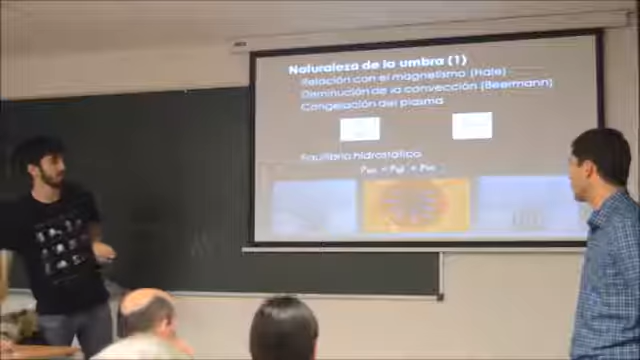 Naturaleza de la umbra (1)
Relación con el magnetismo (Hale)
Disminución de la convección (Beermann)
Congelación del plasma
Equilibrio hidrostático